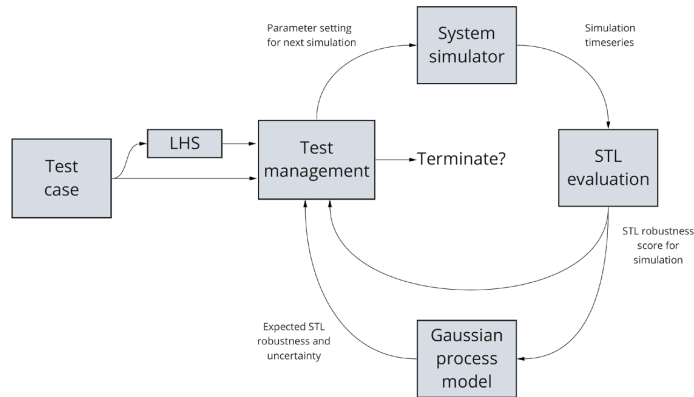 Parameter setting
for next simulation
System
simulator
Simulation
timeseries
Test
case
LHS
Test
management
Terminate?
STL
evaluation
STL robustness
score for
simulation
Expected STL
robustness and
uncertainty
Gaussian
process
model